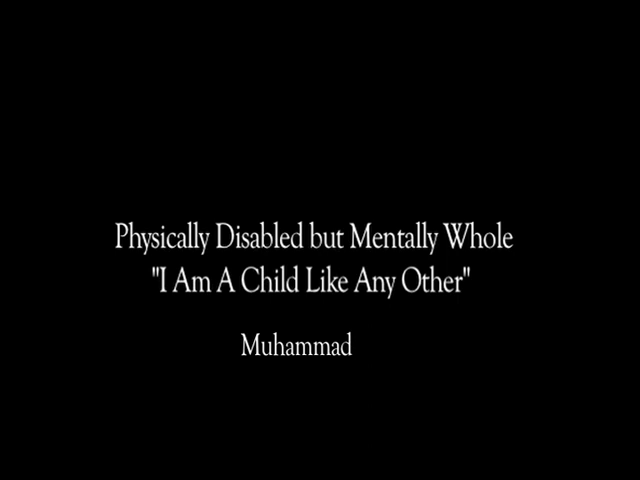 Physically Disabled but Mentally Whole
"I Am A Child Like Any Other"
Muhammad